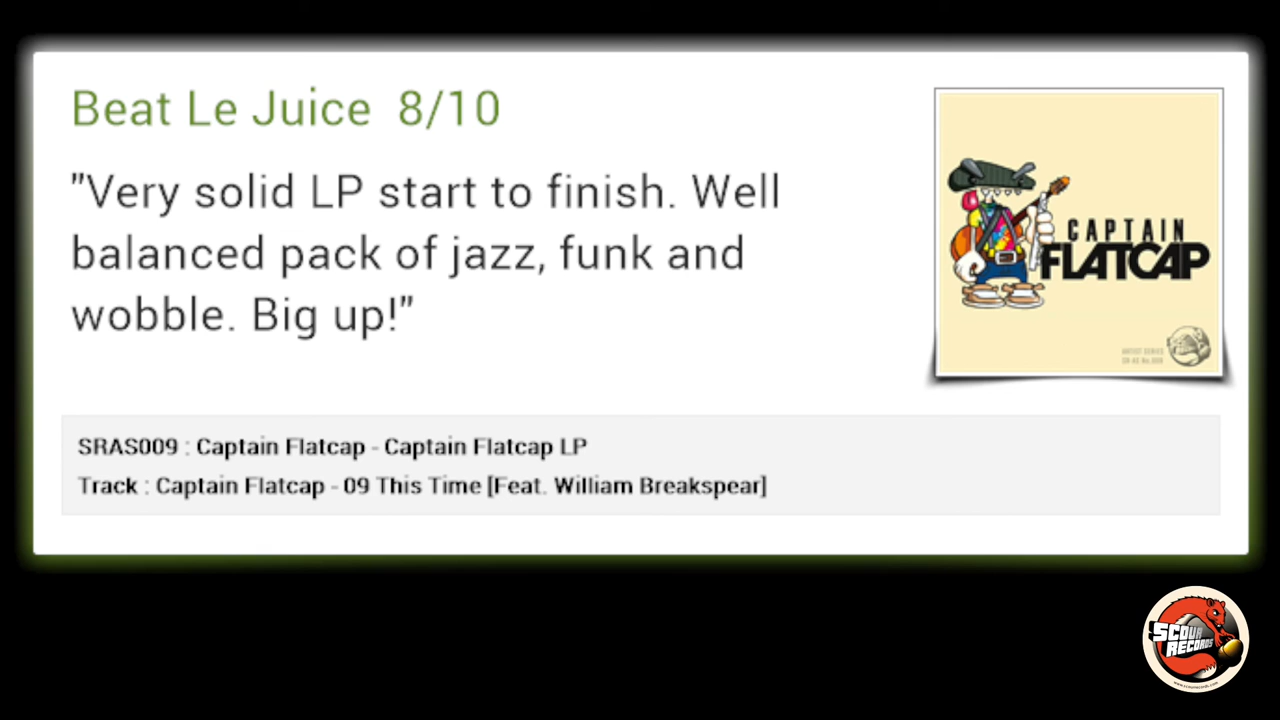 Beat Le Juice 8/10
"Very solid LP start to finish. Well
balanced pack of jazz, funk and
wobble. Big up!"
CAPTAIN
FLATCAP
ARTIST SERIES
SRAS009 : Captain Flatcap - Captain Flatcap LP
Track : Captain Flatcap - 09 This Time [Feat. William Breakspear]
SCOUR
RECORDS